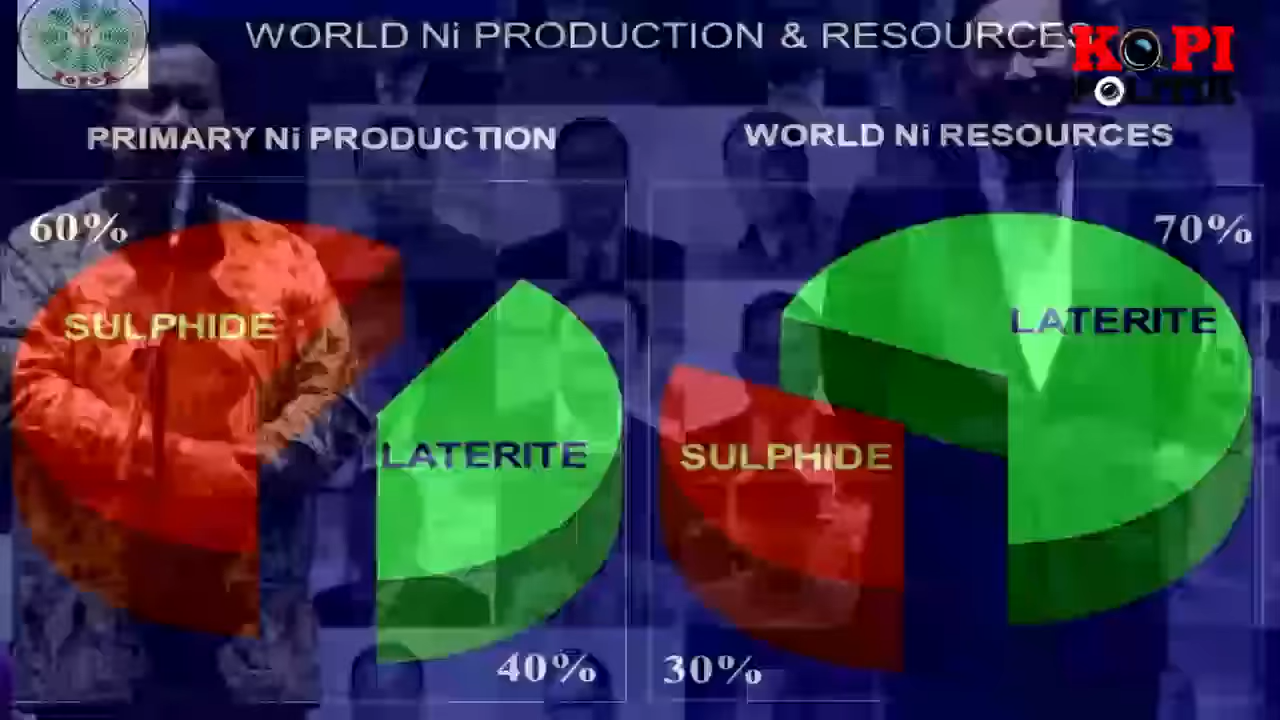 WORLD Ni PRODUCTION & RESOURCES
KOPI
POLITIK
PRIMARY Ni PRODUCTION
WORLD Ni RESOURCES
60%
70%
SULPHIDE
LATERITE
LATERITE
SULPHIDE
40%
30%